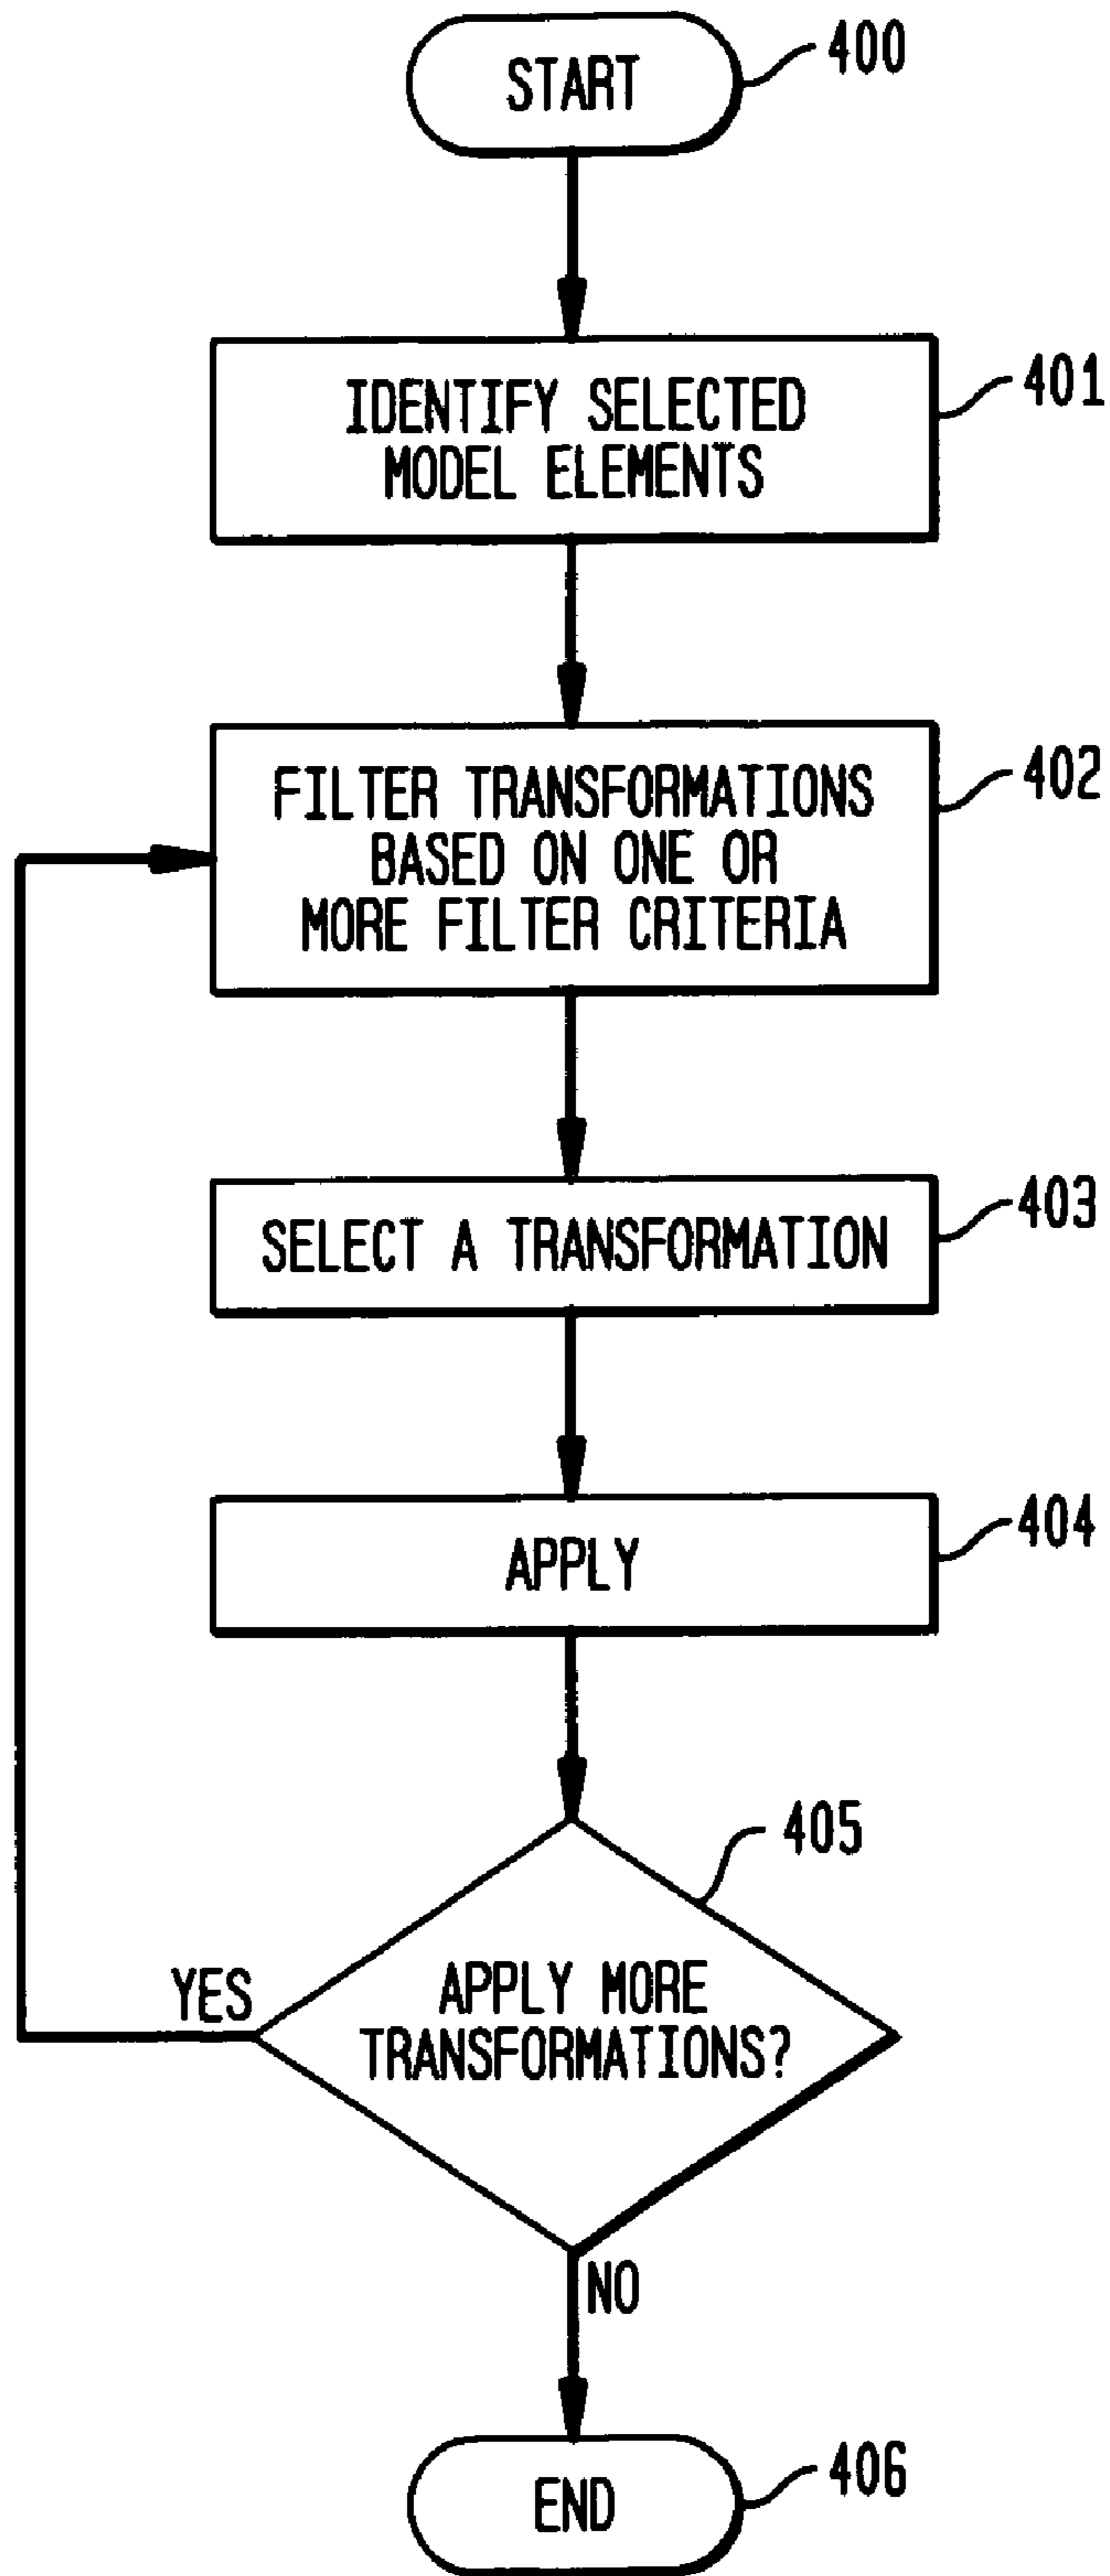 START
400
IDENTIFY SELECTED
MODEL ELEMENTS
401
FILTER TRANSFORMATIONS
BASED ON ONE OR
MORE FILTER CRITERIA
402
SELECT A TRANSFORMATION
403
APPLY
404
405
APPLY MORE
TRANSFORMATIONS?
YES
NO
END
406